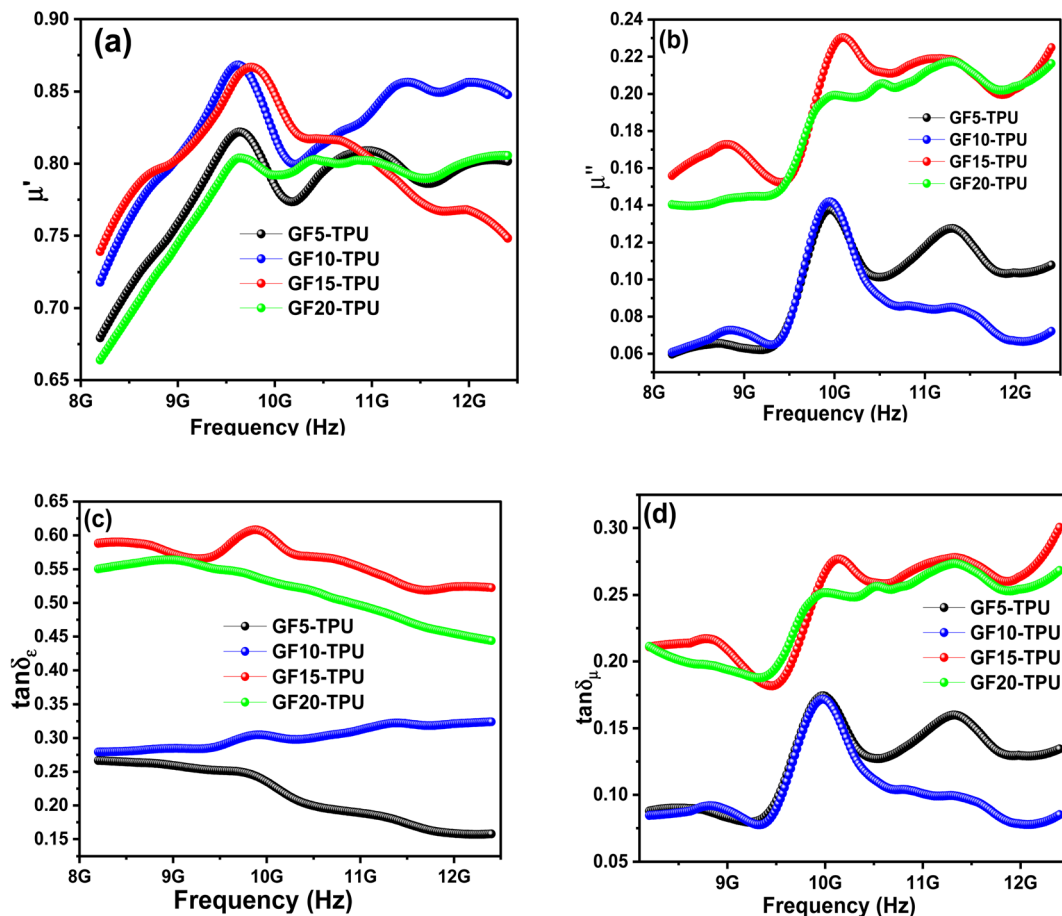 (a)
0.90
0.85
0.80
0.75
0.70
0.65
μ'
GF5-TPU
GF10-TPU
GF15-TPU
GF20-TPU
8G 9G 10G 11G 12G
Frequency (Hz)
(b)
0.24
0.22
0.20
0.18
0.16
0.14
0.12
0.10
0.08
0.06
μ"
GF5-TPU
GF10-TPU
GF15-TPU
GF20-TPU
8G 9G 10G 11G 12G
Frequency (Hz)
(c)
0.65
0.60
0.55
0.50
0.45
0.40
0.35
0.30
0.25
0.20
0.15
tanδε
GF5-TPU
GF10-TPU
GF15-TPU
GF20-TPU
8G 9G 10G 11G 12G
Frequency (Hz)
(d)
0.30
0.25
0.20
0.15
0.10
0.05
tanδμ
GF5-TPU
GF10-TPU
GF15-TPU
GF20-TPU
9G 10G 11G 12G
Frequency (Hz)